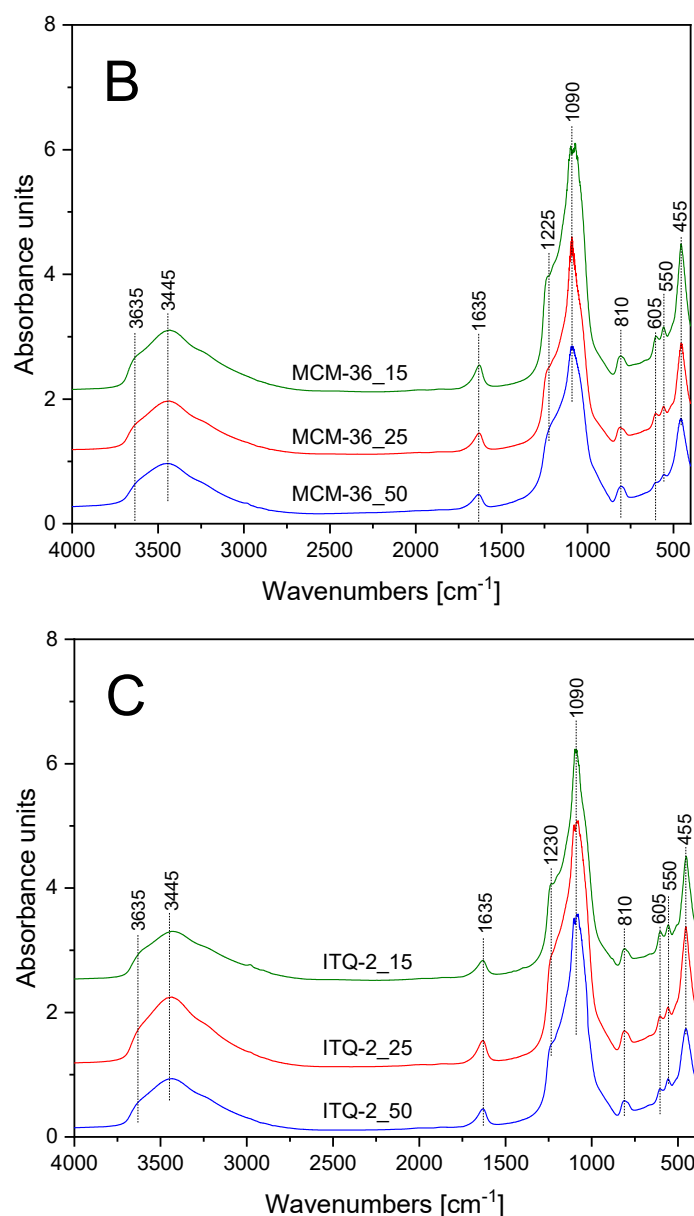 B
8
6
4
2
0
Absorbance units
3635
3445
1635
1225
1090
810
605
550
455
MCM-36_15
MCM-36_25
MCM-36_50
4000 3500 3000 2500 2000 1500 1000 500
Wavenumbers [cm-1]
C
8
6
4
2
0
Absorbance units
3635
3445
1635
1230
1090
810
605
550
455
ITQ-2_15
ITQ-2_25
ITQ-2_50
4000 3500 3000 2500 2000 1500 1000 500
Wavenumbers [cm-1]